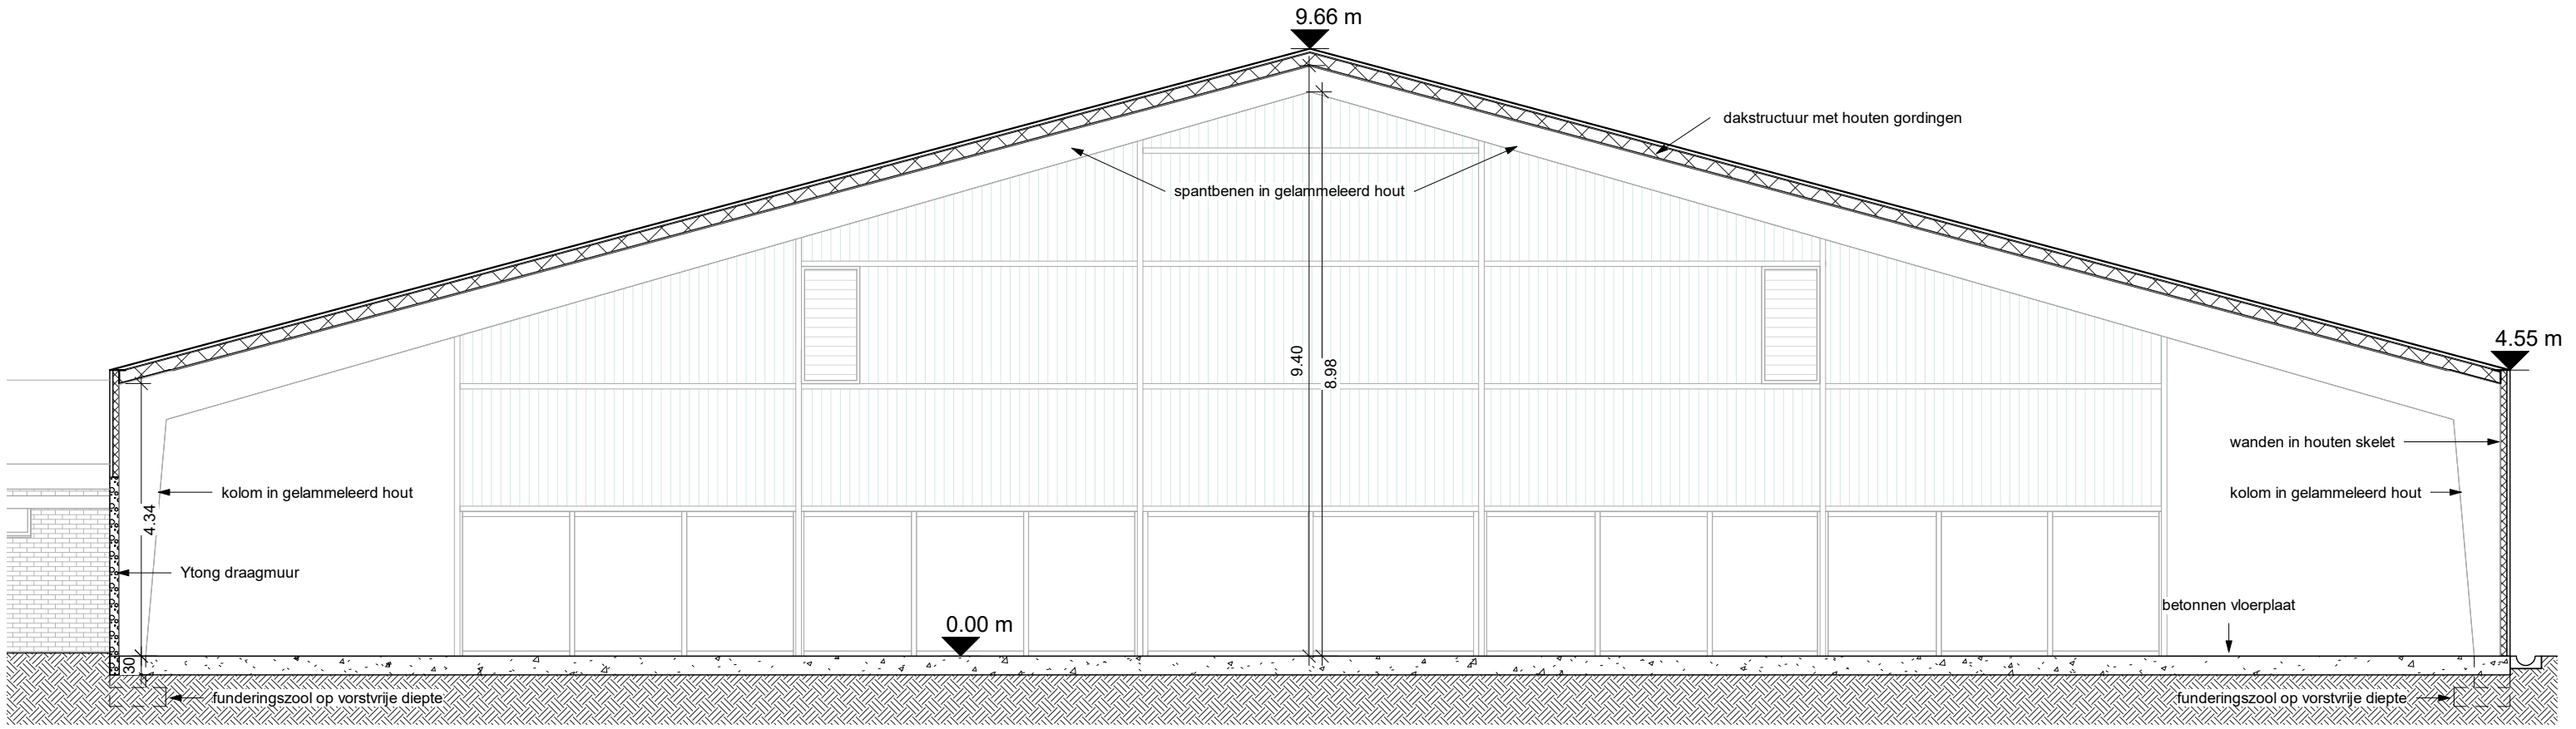 9.66 m
dakstructuur met houten gordingen
spantbenen in gelammeleerd hout
4.55 m
9.40
8.98
wanden in houten skelet
kolom in gelammeleerd hout
kolom in gelammeleerd hout
4.34
Ytong draagmuur
betonnen vloerplaat
0.00 m
30
funderingszool op vorstvrije diepte
funderingszool op vorstvrije diepte